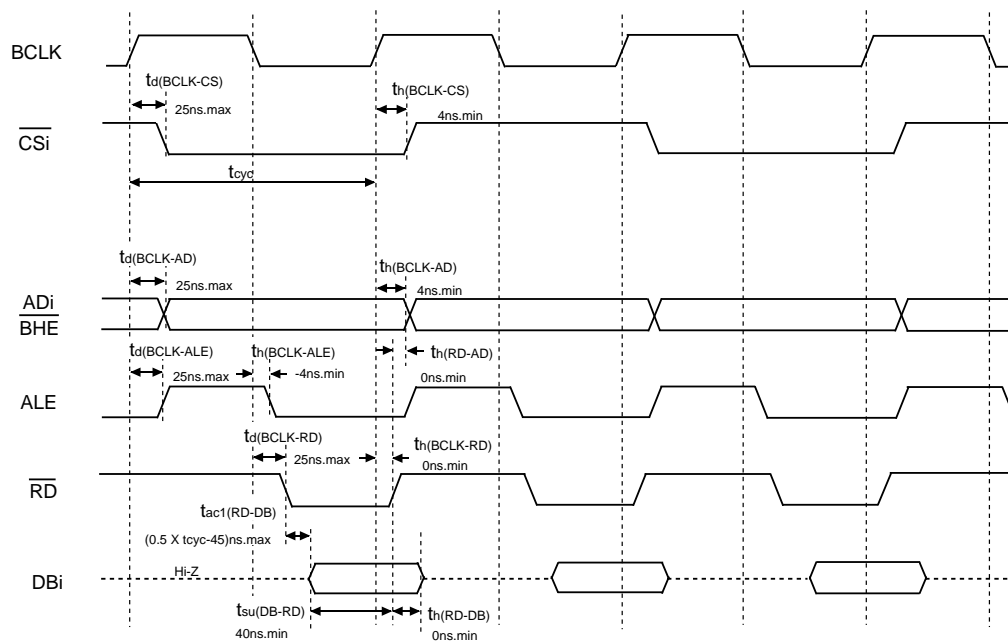 BCLK
td(BCLK-CS)
25ns.max
th(BCLK-CS)
4ns.min
CSi
tcyc
td(BCLK-AD)
25ns.max
th(BCLK-AD)
4ns.min
ADi
BHE
td(BCLK-ALE)
25ns.max
th(BCLK-ALE)
-4ns.min
th(RD-AD)
0ns.min
ALE
td(BCLK-RD)
25ns.max
th(BCLK-RD)
0ns.min
RD
tac1(RD-DB)
(0.5 X tcyc-45)ns.max
DBi
Hi-Z
tsu(DB-RD)
40ns.min
th(RD-DB)
0ns.min